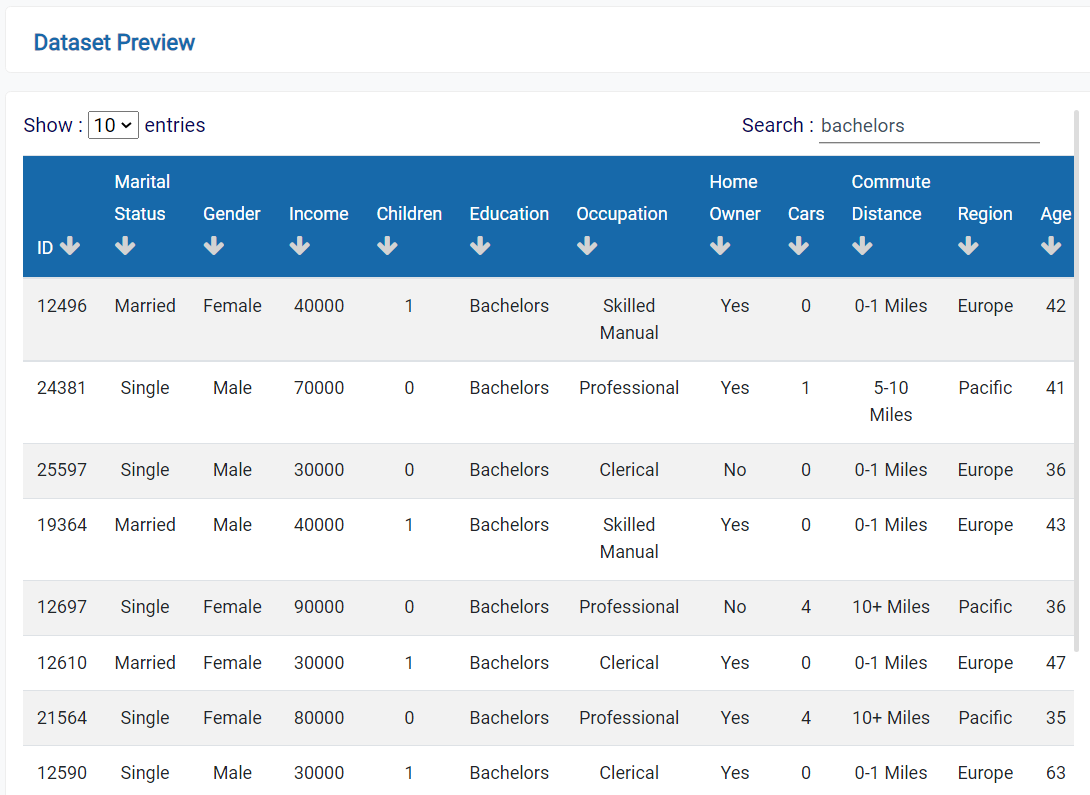 Dataset Preview
Show : 10 entries Search : bachelors
Marital Home Commute
Status Gender Income Children Education Occupation Owner Cars Distance Region Age
ID
12496 Married Female 40000 1 Bachelors Skilled Yes 0 0-1 Miles Europe 42
Manual
24381 Single Male 70000 0 Bachelors Professional Yes 1 5-10 Pacific 41
Miles
25597 Single Male 30000 0 Bachelors Clerical No 0 0-1 Miles Europe 36
19364 Married Male 40000 1 Bachelors Skilled Yes 0 0-1 Miles Europe 43
Manual
12697 Single Female 90000 0 Bachelors Professional No 4 10+ Miles Pacific 36
12610 Married Female 30000 1 Bachelors Clerical Yes 0 0-1 Miles Europe 47
21564 Single Female 80000 0 Bachelors Professional Yes 4 10+ Miles Pacific 35
12590 Single Male 30000 1 Bachelors Clerical Yes 0 0-1 Miles Europe 63